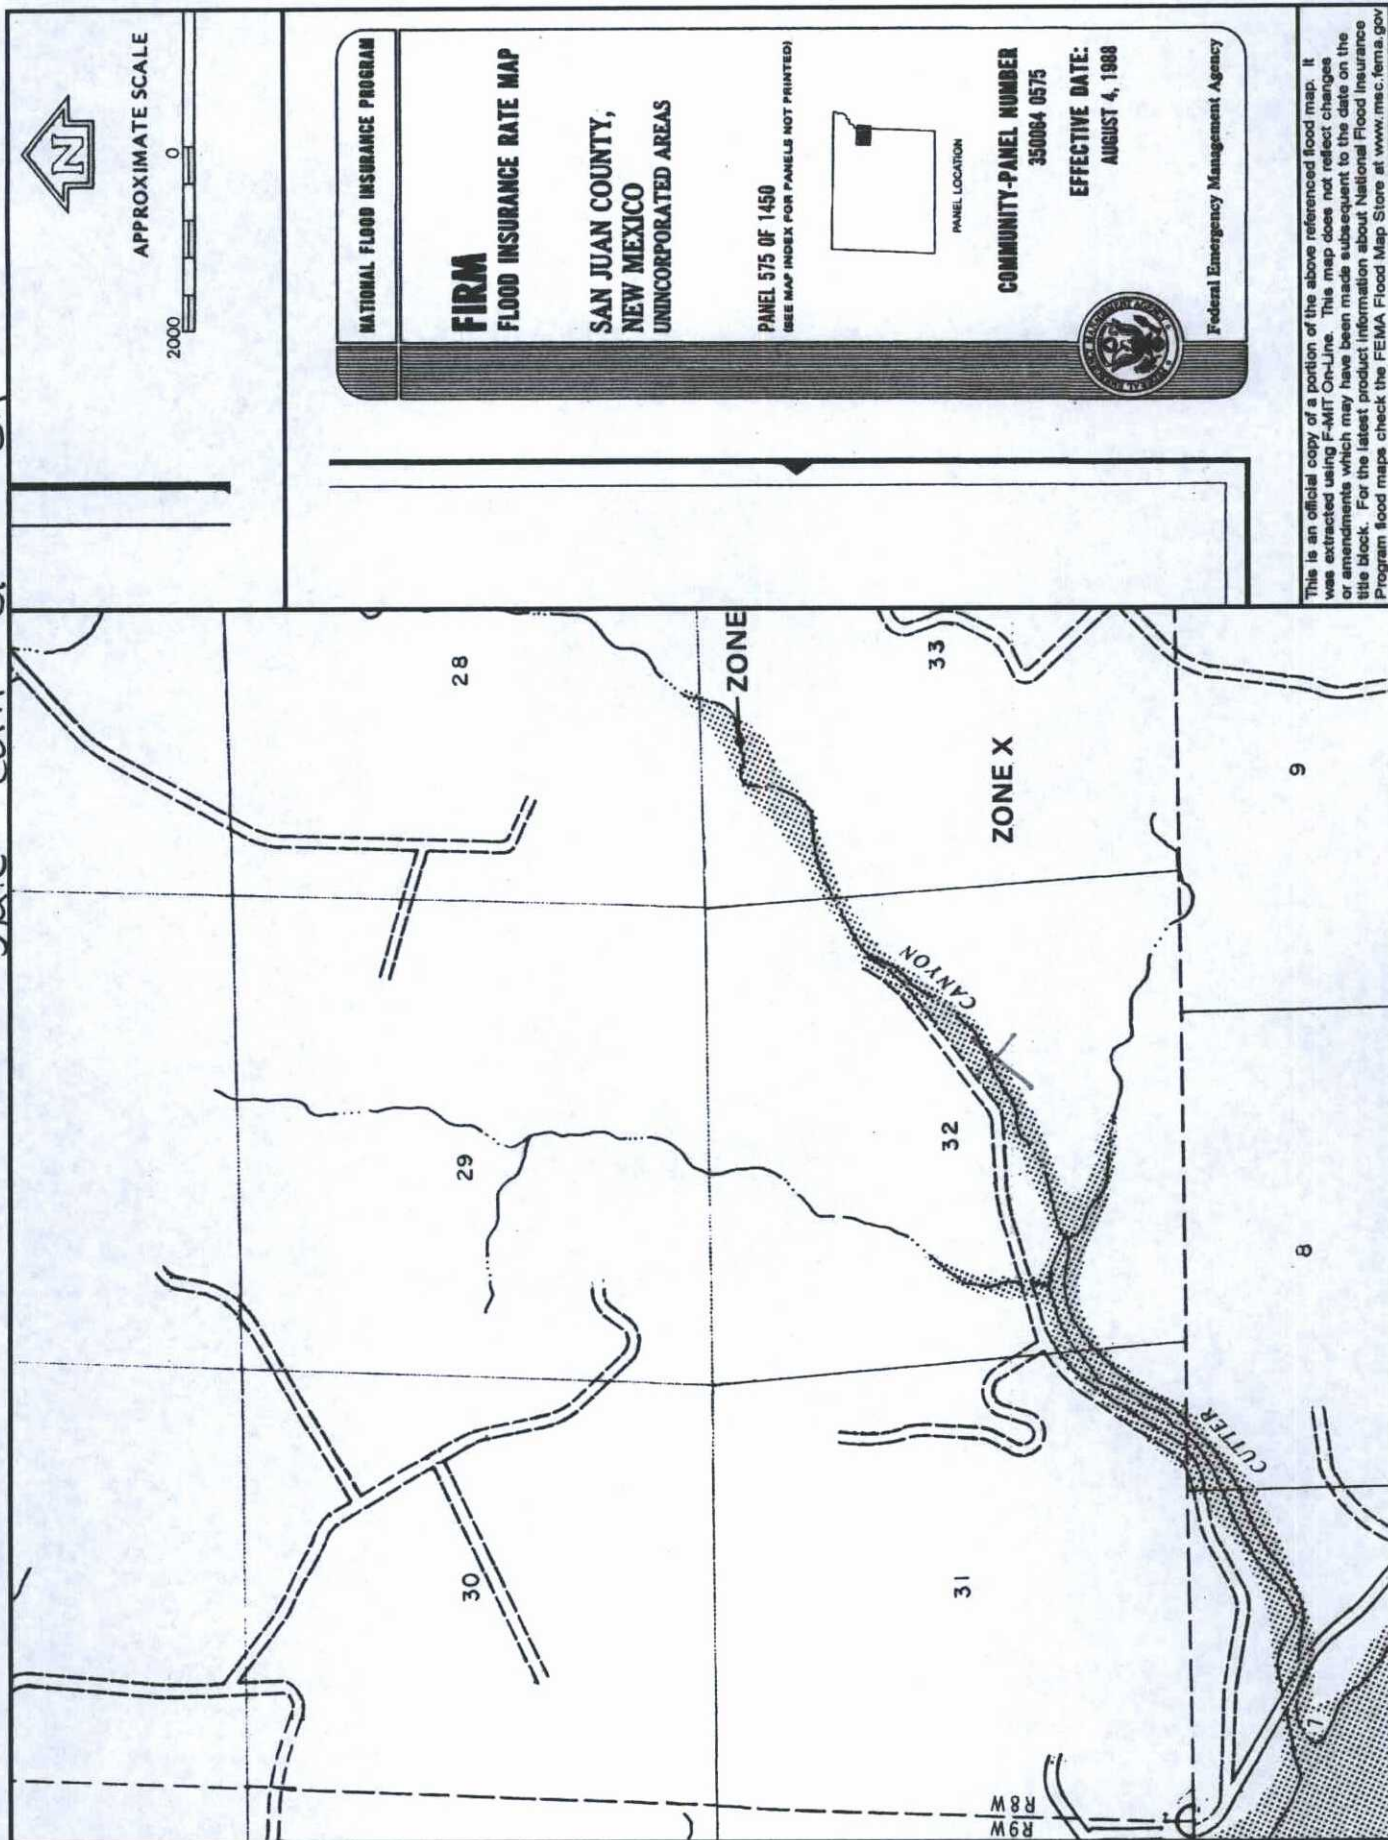 APPROXIMATE SCALE
2000
0
N
NATIONAL FLOOD INSURANCE PROGRAM
FIRM
FLOOD INSURANCE RATE MAP
SAN JUAN COUNTY,
NEW MEXICO
UNINCORPORATED AREAS
PANEL 575 OF 1450
(SEE MAP INDEX FOR PANELS NOT PRINTED)
PANEL LOCATION
COMMUNITY-PANEL NUMBER
350064 0575
EFFECTIVE DATE:
AUGUST 4, 1988
Federal Emergency Management Agency
This is an official copy of a portion of the above referenced flood map. It
was extracted using F-MIT On-Line. This map does not reflect changes
or amendments which may have been made subsequent to the date on the
title block. For the latest product information about National Flood Insurance
Program flood maps check the FEMA Flood Map Store at www.msc.fema.gov
28
29
30
ZONE
33
32
31
ZONE X
CANYON
CUTTER
R9W
R8W
9
8
7